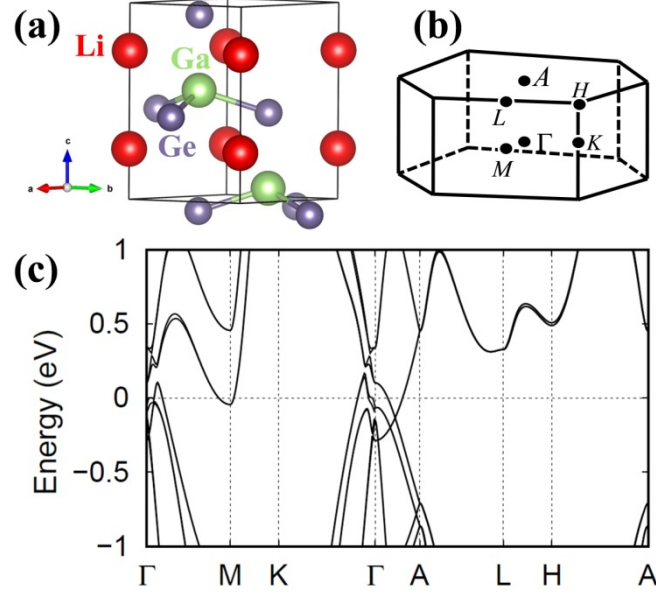 (a)
Li
Ga
Ge
c
a
b
(b)
A
L
H
Γ
K
M
(c)
Energy (eV)
1
0.5
0
−0.5
−1
Γ M K Γ A L H A